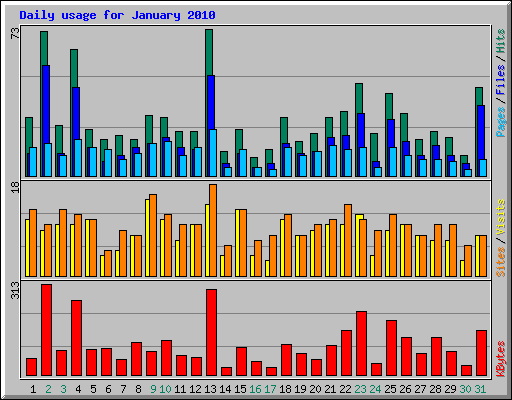 Daily usage for January 2010
73
Pages / Files / Hits
18
Sites / Visits
313
KBytes
1 2 3 4 5 6 7 8 9 10 11 12 13 14 15 16 17 18 19 20 21 22 23 24 25 26 27 28 29 30 31